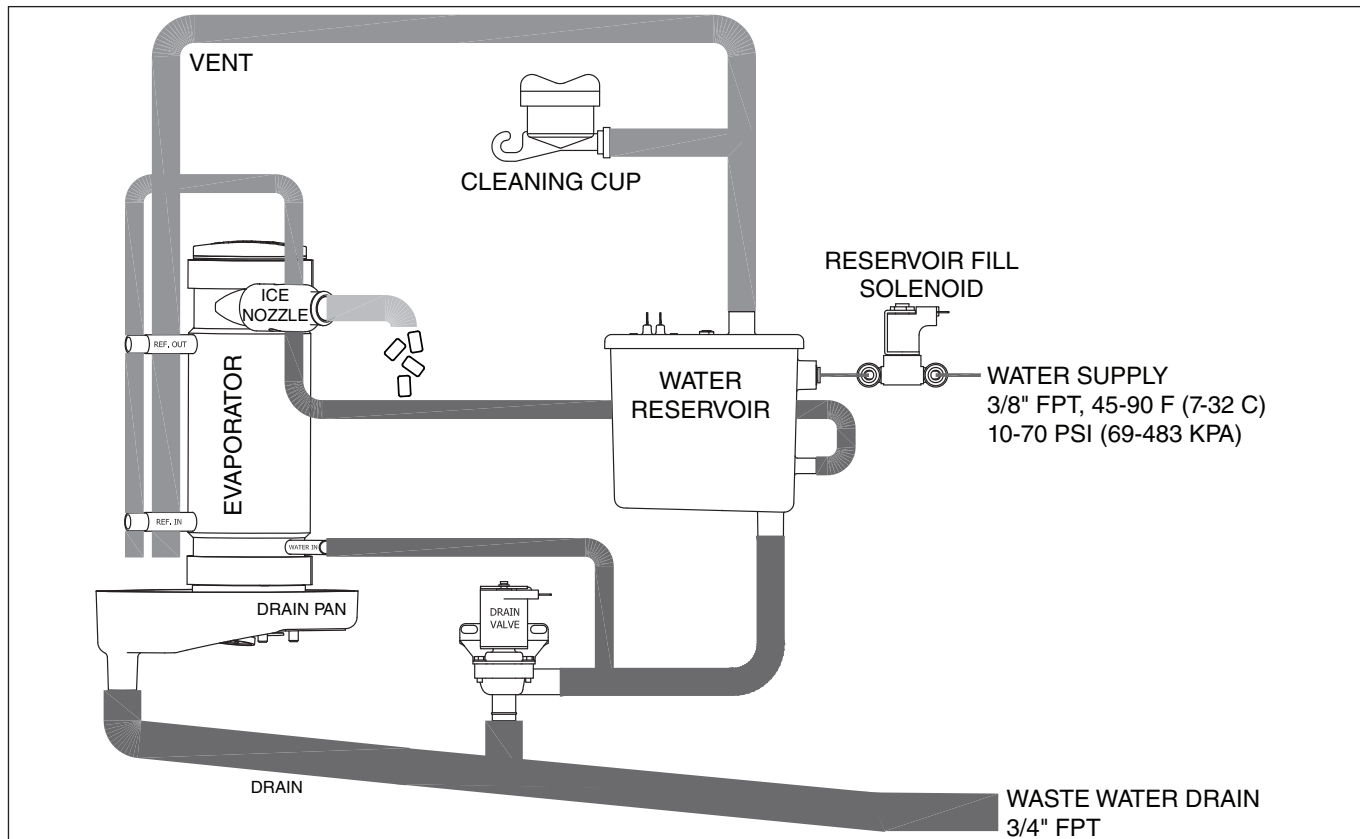 VENT
CLEANING CUP
RESERVOIR FILL
SOLENOID
ICE
NOZZLE
REF. OUT
WATER
RESERVOIR
WATER SUPPLY
3/8" FPT, 45-90 F (7-32 C)
10-70 PSI (69-483 KPA)
EVAPORATOR
REF. IN
WATER IN
DRAIN PAN
DRAIN
VALVE
DRAIN
WASTE WATER DRAIN
3/4" FPT